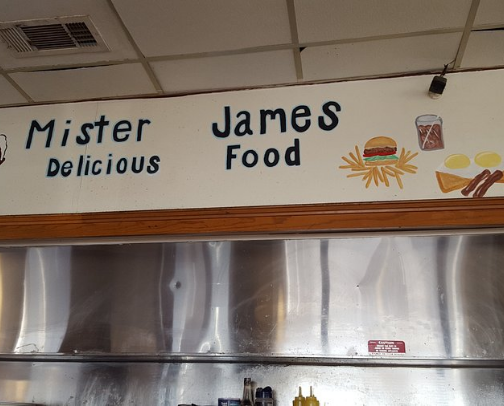 Mister James
Delicious Food